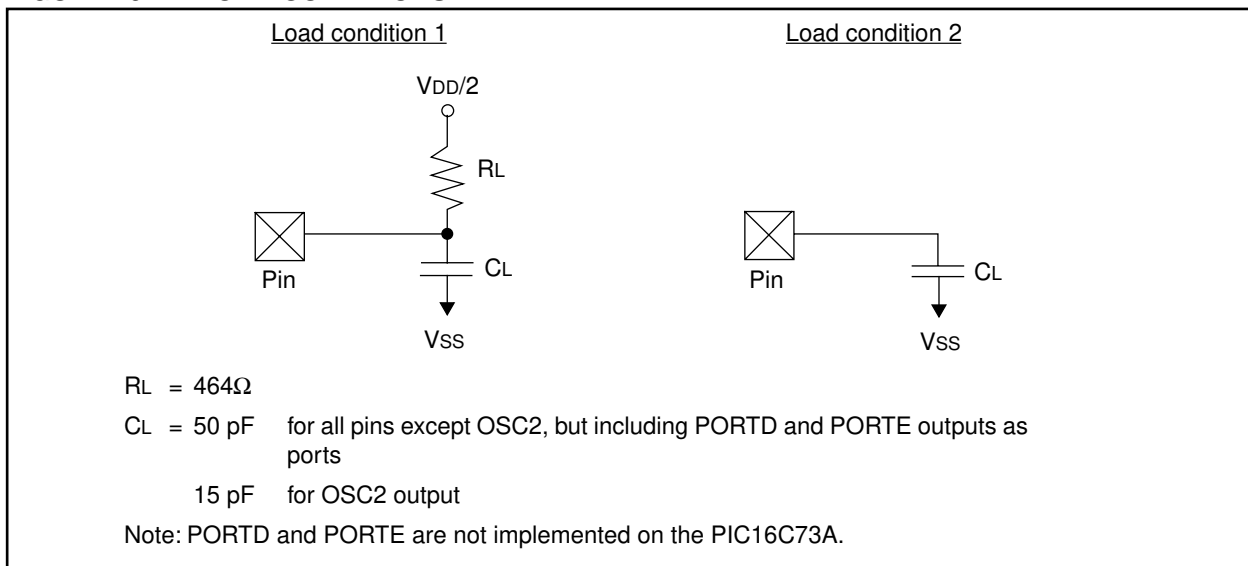 Load condition 1
Load condition 2
VDD/2
RL
Pin
CL
VSS
Pin
CL
VSS
RL = 464Ω
CL = 50 pF for all pins except OSC2, but including PORTD and PORTE outputs as
ports
15 pF for OSC2 output
Note: PORTD and PORTE are not implemented on the PIC16C73A.